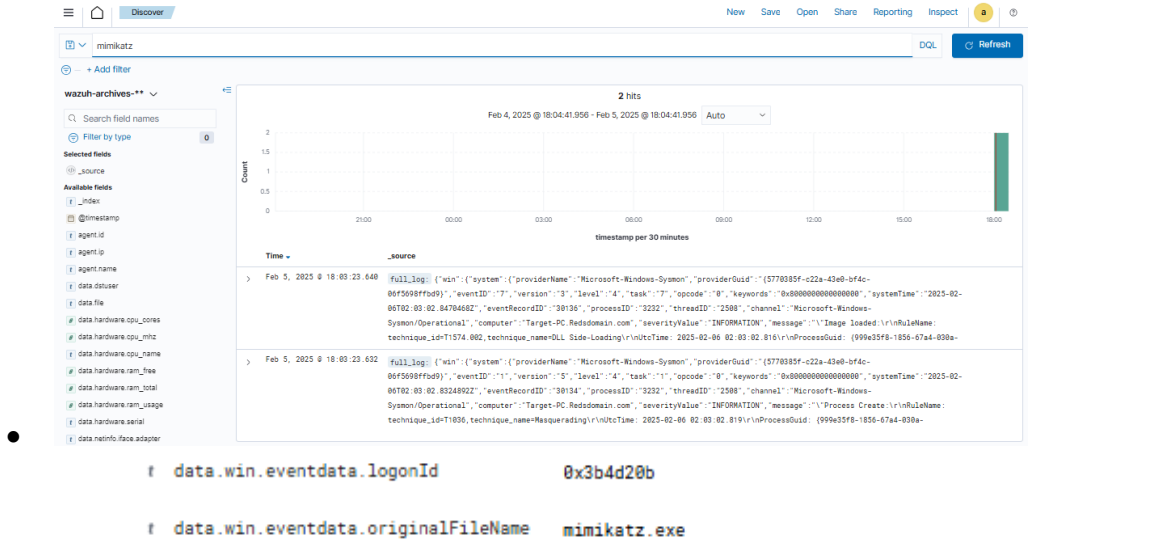 Discover
New Save Open Share Reporting Inspect a
mimikatz DQL Refresh
+ Add filter
wazuh-archives-**
Search field names
Filter by type 0
Selected fields
_source
Available fields
t _index
@timestamp
t agent.id
t agent.ip
t agent.name
t data.dstuser
t data.file
# data.hardware.cpu_cores
# data.hardware.cpu_mhz
t data.hardware.cpu_name
# data.hardware.ram_free
# data.hardware.ram_total
# data.hardware.ram_usage
t data.hardware.serial
t data.netinfo.iface.adapter
2 hits
Feb 4, 2025 @ 18:04:41.956 - Feb 5, 2025 @ 18:04:41.956 Auto
Count
2
1.5
1
0.5
0
21:00 00:00 03:00 06:00 09:00 12:00 15:00 18:00
timestamp per 30 minutes
Time _source
Feb 5, 2025 @ 18:03:23.640 full_log: {"win":{"system":{"providerName":"Microsoft-Windows-Sysmon","providerGuid":"{5770385f-c22a-43e0-bf4c-
06f5698ffbd9}","eventID":"7","version":"3","level":"4","task":"7","opcode":"0","keywords":"0x8000000000000000","systemTime":"2025-02-
06T02:03:02.8470468Z","eventRecordID":"30136","processID":"3232","threadID":"2508","channel":"Microsoft-Windows-
Sysmon/Operational","computer":"Target-PC.Redsdomain.com","severityValue":"INFORMATION","message":"\"Image loaded:\r\nRuleName:
technique_id=T1574.002,technique_name=DLL Side-Loading\r\nUtcTime: 2025-02-06 02:03:02.816\r\nProcessGuid: {999e35f8-1856-67a4-030a-
Feb 5, 2025 @ 18:03:23.632 full_log: {"win":{"system":{"providerName":"Microsoft-Windows-Sysmon","providerGuid":"{5770385f-c22a-43e0-bf4c-
06f5698ffbd9}","eventID":"1","version":"5","level":"4","task":"1","opcode":"0","keywords":"0x8000000000000000","systemTime":"2025-02-
06T02:03:02.8324892Z","eventRecordID":"30134","processID":"3232","threadID":"2508","channel":"Microsoft-Windows-
Sysmon/Operational","computer":"Target-PC.Redsdomain.com","severityValue":"INFORMATION","message":"\"Process Create:\r\nRuleName:
technique_id=T1036,technique_name=Masquerading\r\nUtcTime: 2025-02-06 02:03:02.819\r\nProcessGuid: {999e35f8-1856-67a4-030a-
t data.win.eventdata.logonId 0x3b4d20b
t data.win.eventdata.originalFileName mimikatz.exe